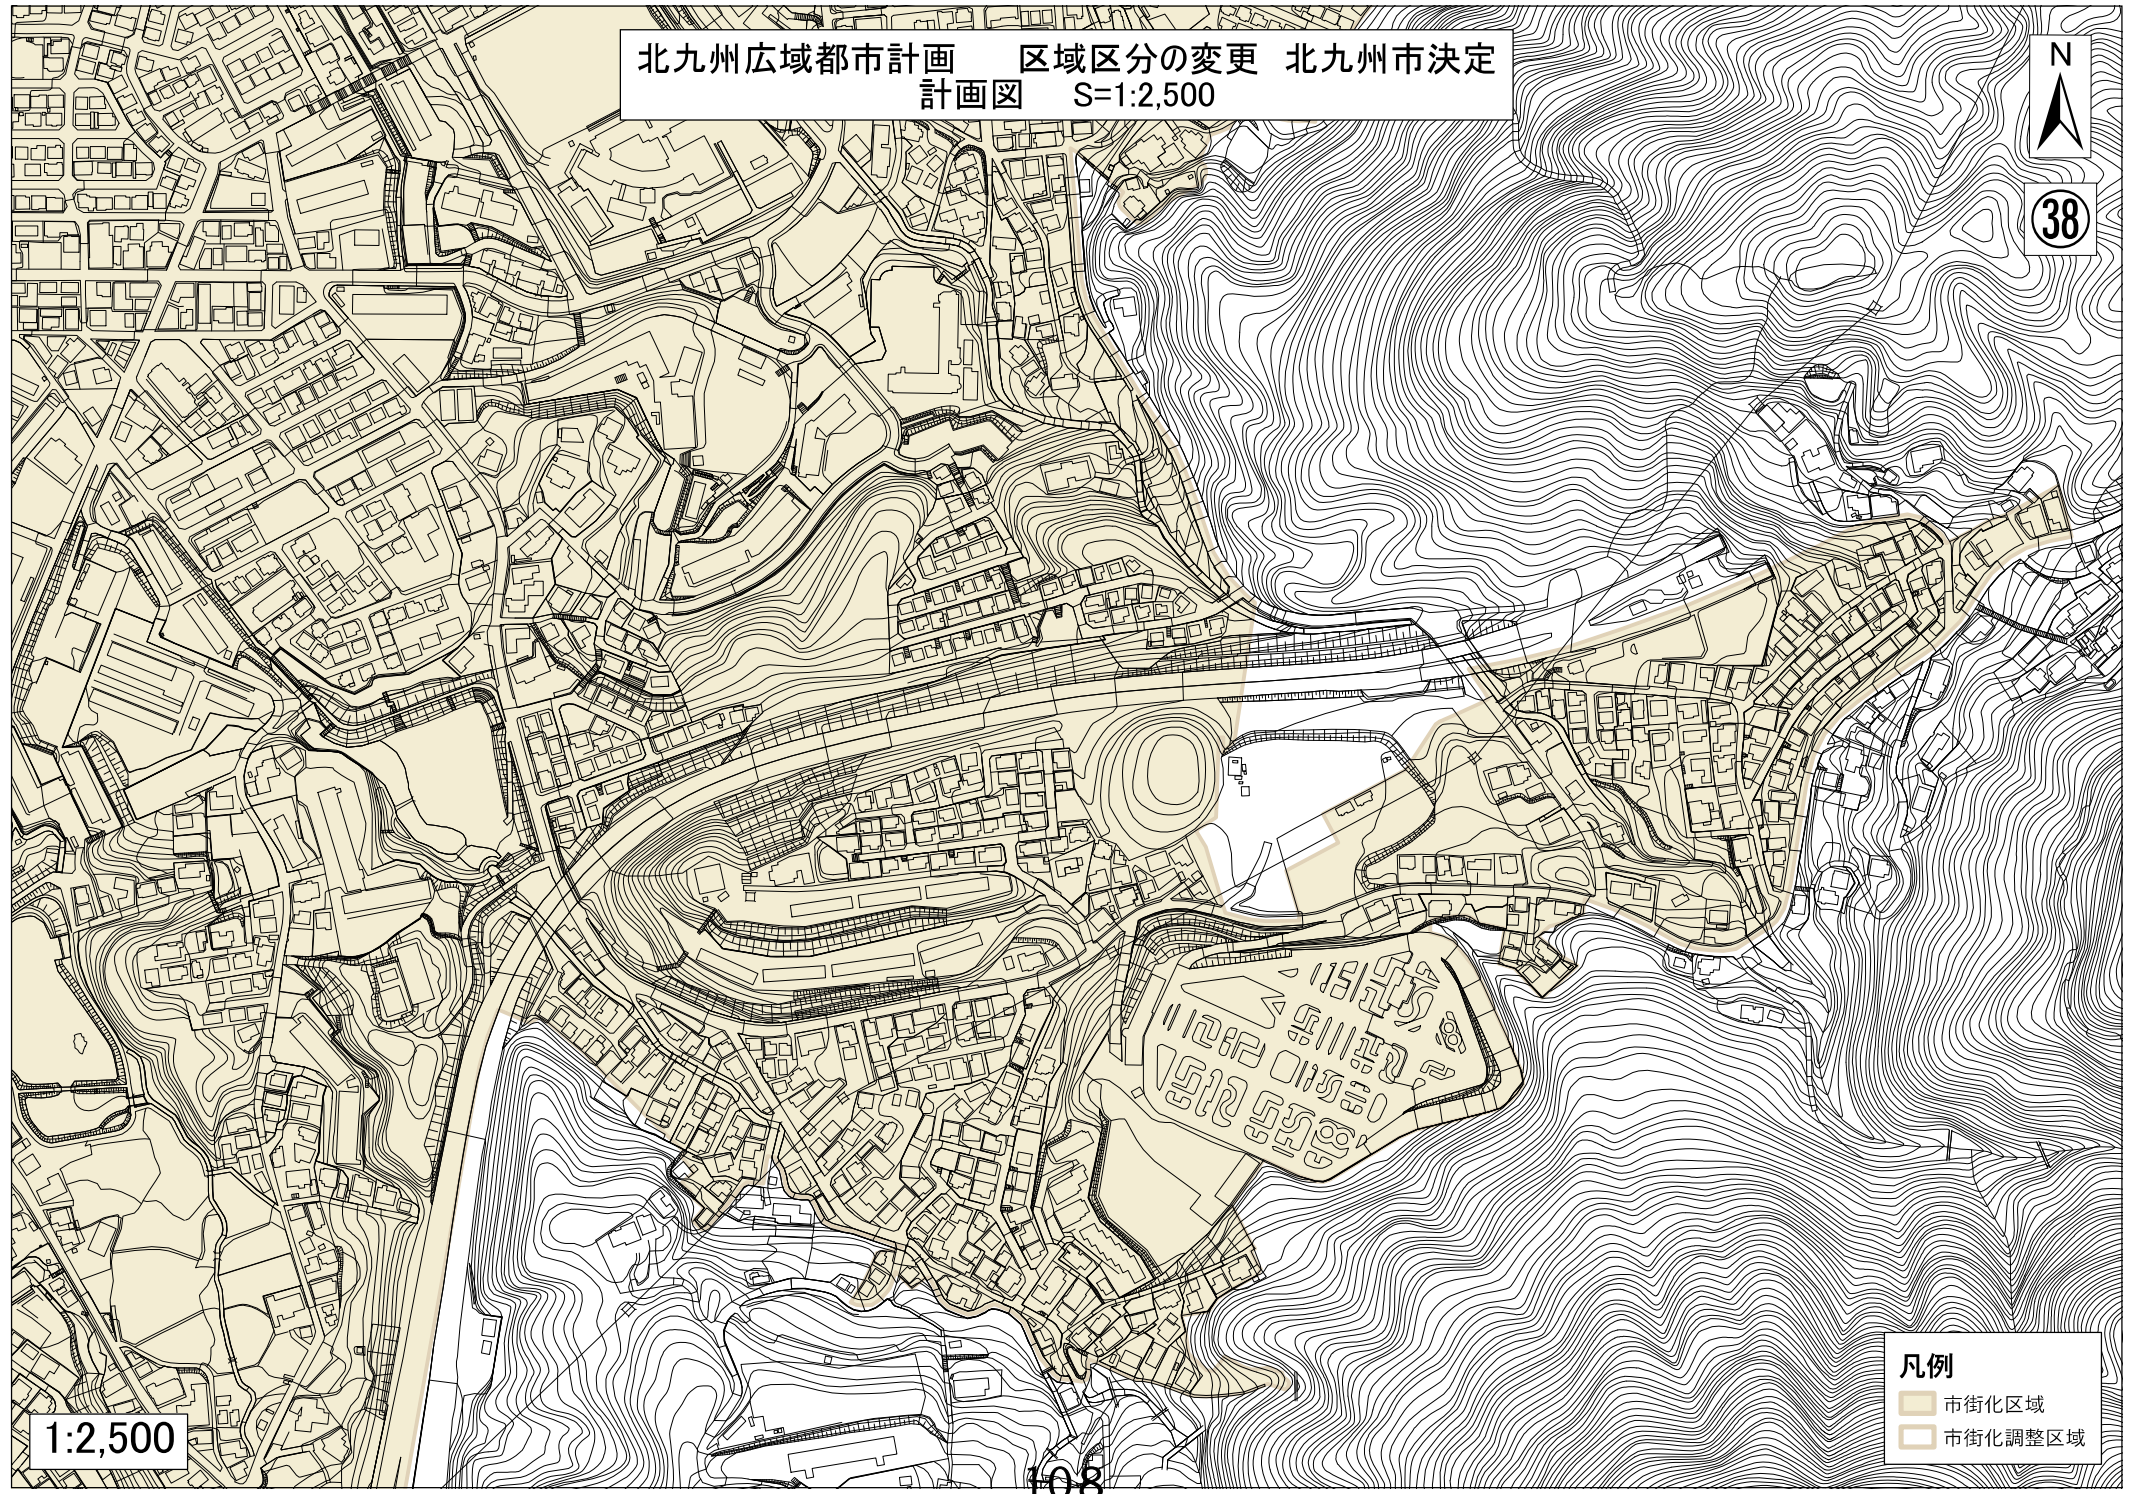 北九州広域都市計画　　区域区分の変更　北九州市決定
計画図　S=1:2,500
N
㊳
凡例
市街化区域
市街化調整区域
1:2,500
108